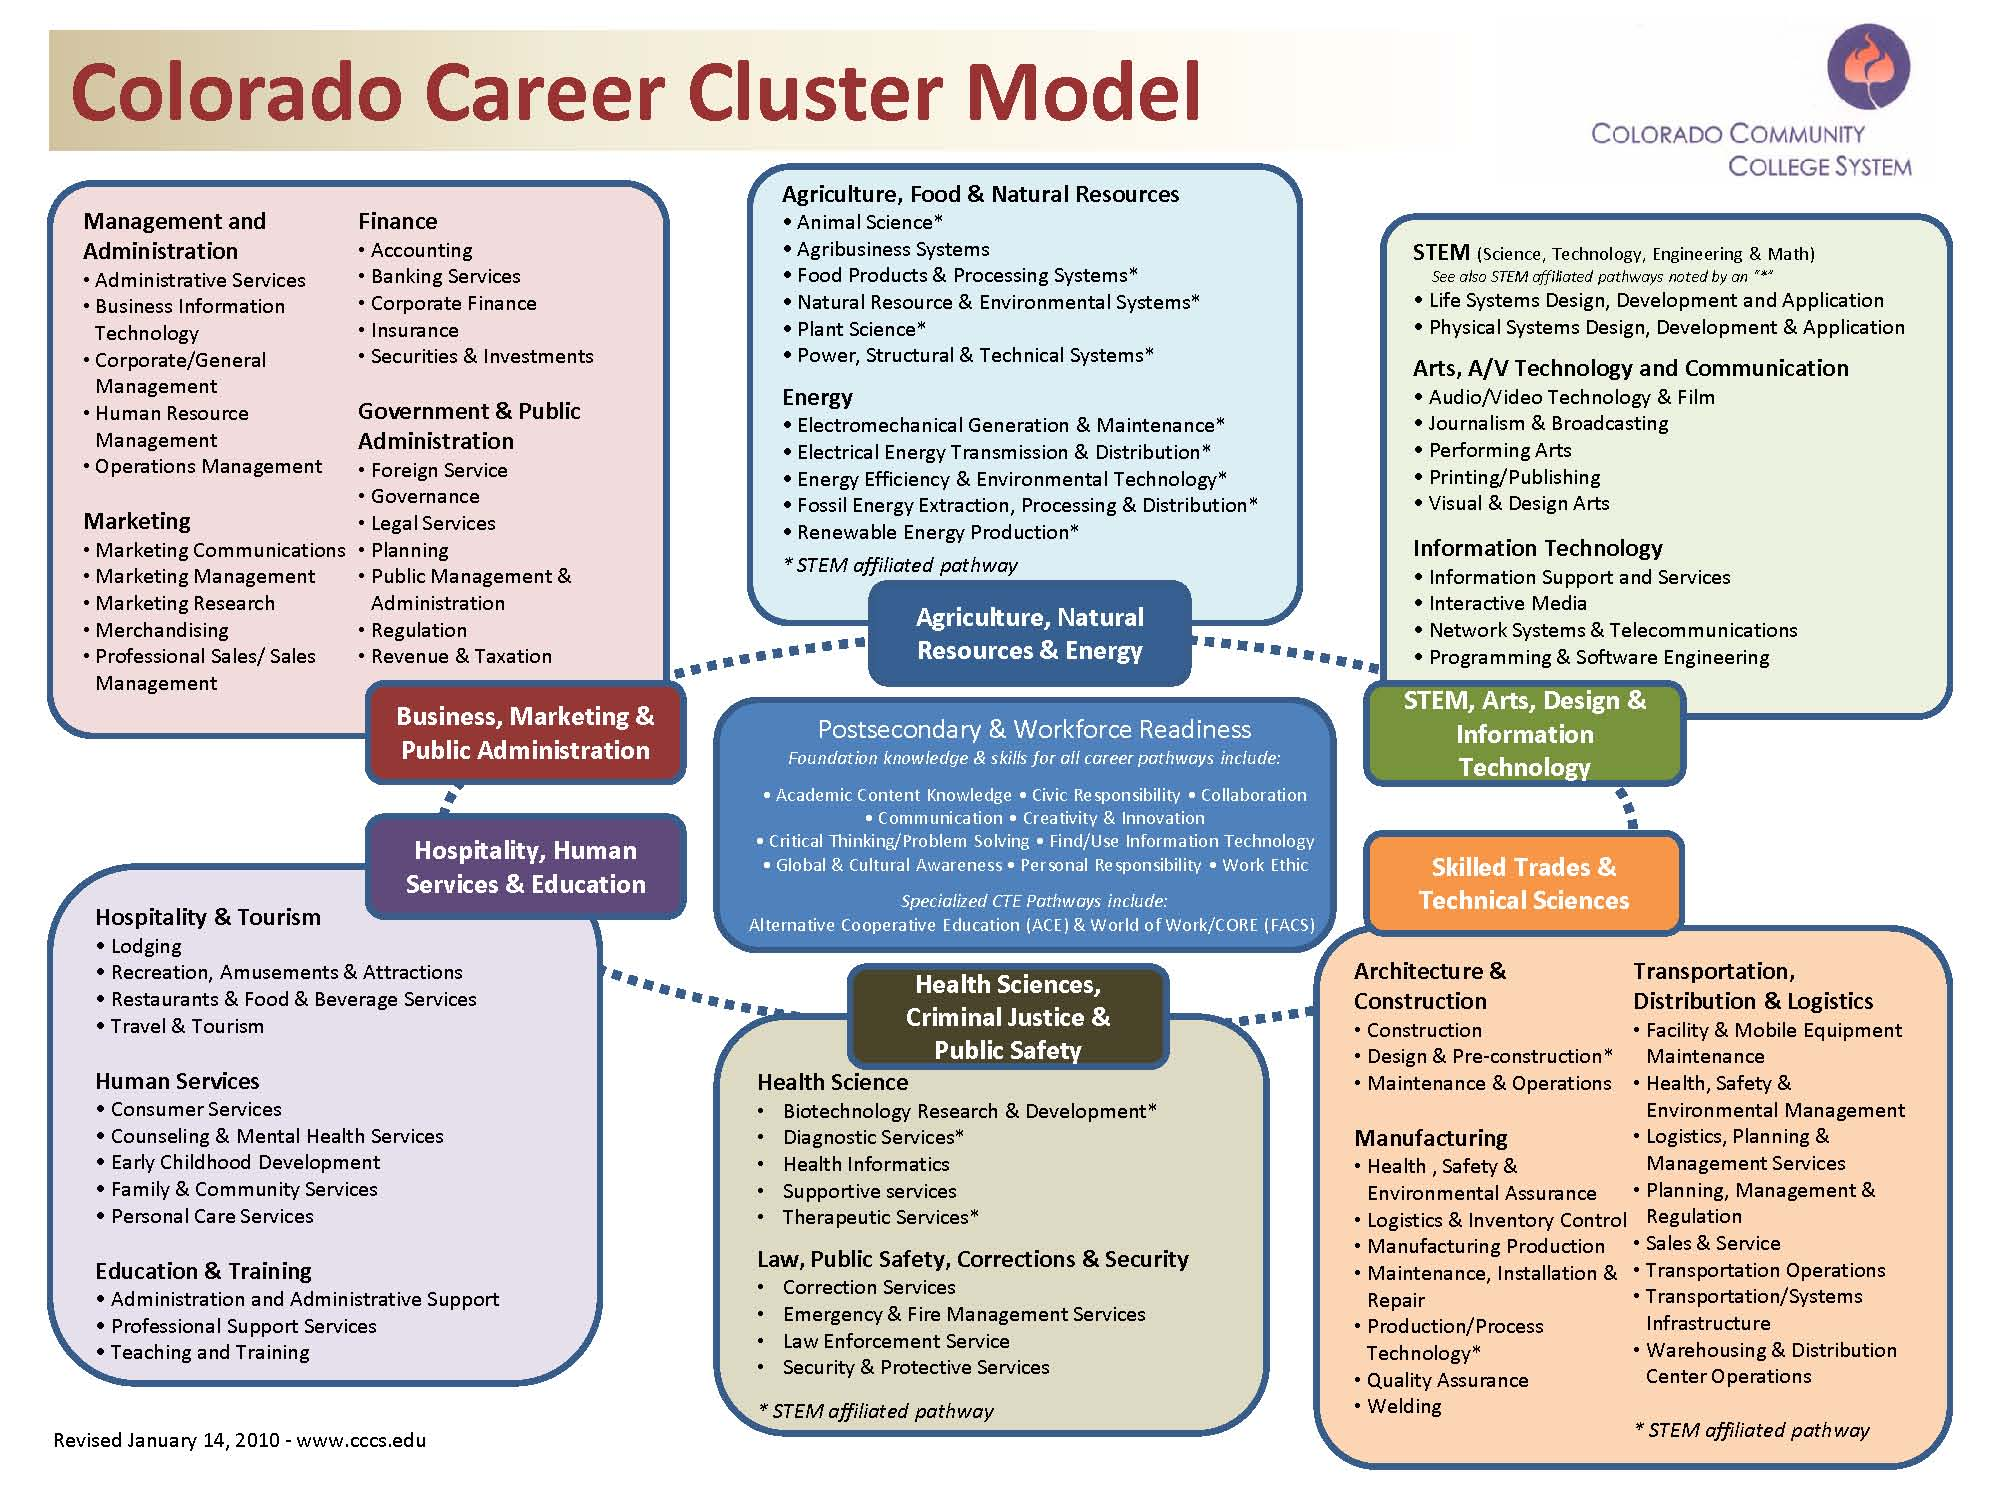 Colorado Career Cluster Model
COLORADO COMMUNITY
COLLEGE SYSTEM
Management and
Administration
• Administrative Services
• Business Information
Technology
• Corporate/General
Management
• Human Resource
Management
• Operations Management
Marketing
• Marketing Communications
• Marketing Management
• Marketing Research
• Merchandising
• Professional Sales/ Sales
Management
Finance
• Accounting
• Banking Services
• Corporate Finance
• Insurance
• Securities & Investments
Government & Public
Administration
• Foreign Service
• Governance
• Legal Services
• Planning
• Public Management &
Administration
• Regulation
• Revenue & Taxation
Business, Marketing &
Public Administration
Agriculture, Food & Natural Resources
• Animal Science*
• Agribusiness Systems
• Food Products & Processing Systems*
• Natural Resource & Environmental Systems*
• Plant Science*
• Power, Structural & Technical Systems*
Energy
• Electromechanical Generation & Maintenance*
• Electrical Energy Transmission & Distribution*
• Energy Efficiency & Environmental Technology*
• Fossil Energy Extraction, Processing & Distribution*
• Renewable Energy Production*
* STEM affiliated pathway
Agriculture, Natural
Resources & Energy
STEM (Science, Technology, Engineering & Math)
See also STEM affiliated pathways noted by an "*"
• Life Systems Design, Development and Application
• Physical Systems Design, Development & Application
Arts, A/V Technology and Communication
• Audio/Video Technology & Film
• Journalism & Broadcasting
• Performing Arts
• Printing/Publishing
• Visual & Design Arts
Information Technology
• Information Support and Services
• Interactive Media
• Network Systems & Telecommunications
• Programming & Software Engineering
STEM, Arts, Design &
Information
Technology
Postsecondary & Workforce Readiness
Foundation knowledge & skills for all career pathways include:
• Academic Content Knowledge • Civic Responsibility • Collaboration
• Communication • Creativity & Innovation
• Critical Thinking/Problem Solving • Find/Use Information Technology
• Global & Cultural Awareness • Personal Responsibility • Work Ethic
Specialized CTE Pathways include:
Alternative Cooperative Education (ACE) & World of Work/CORE (FACS)
Hospitality, Human
Services & Education
Hospitality & Tourism
• Lodging
• Recreation, Amusements & Attractions
• Restaurants & Food & Beverage Services
• Travel & Tourism
Human Services
• Consumer Services
• Counseling & Mental Health Services
• Early Childhood Development
• Family & Community Services
• Personal Care Services
Education & Training
• Administration and Administrative Support
• Professional Support Services
• Teaching and Training
Health Sciences,
Criminal Justice &
Public Safety
Health Science
• Biotechnology Research & Development*
• Diagnostic Services*
• Health Informatics
• Supportive services
• Therapeutic Services*
Law, Public Safety, Corrections & Security
• Correction Services
• Emergency & Fire Management Services
• Law Enforcement Service
• Security & Protective Services
* STEM affiliated pathway
Skilled Trades &
Technical Sciences
Architecture &
Construction
• Construction
• Design & Pre-construction*
• Maintenance & Operations
Manufacturing
• Health , Safety &
Environmental Assurance
• Logistics & Inventory Control
• Manufacturing Production
• Maintenance, Installation &
Repair
• Production/Process
Technology*
• Quality Assurance
• Welding
Transportation,
Distribution & Logistics
• Facility & Mobile Equipment
Maintenance
• Health, Safety &
Environmental Management
• Logistics, Planning &
Management Services
• Planning, Management &
Regulation
• Sales & Service
• Transportation Operations
• Transportation/Systems
Infrastructure
• Warehousing & Distribution
Center Operations
* STEM affiliated pathway
Revised January 14, 2010 - www.cccs.edu